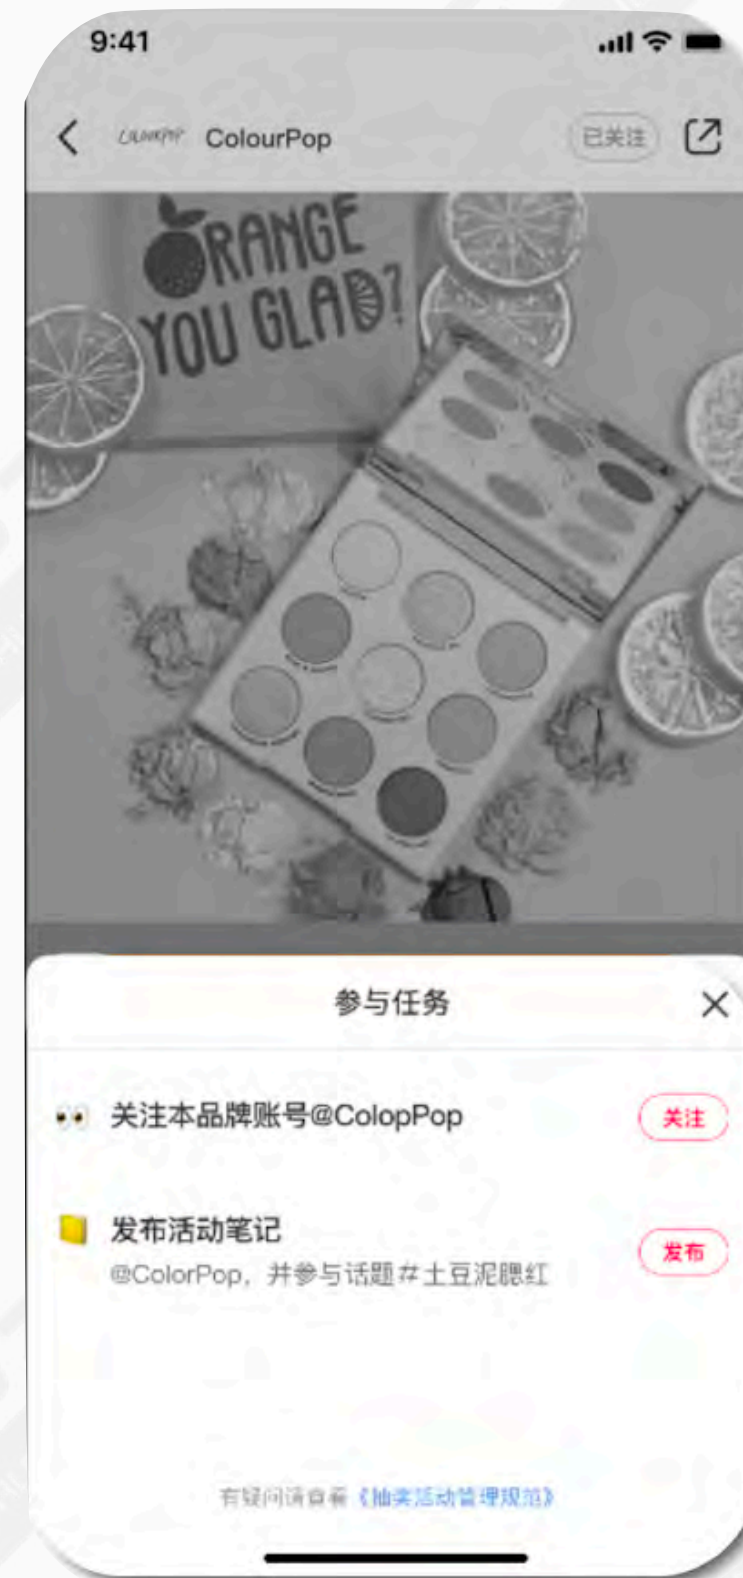 9:41
COLOURPOP ColourPop 已关注
ORANGE
YOU GLAD?
参与任务
关注本品牌账号@ColopPop 关注
发布活动笔记
@ColorPop，并参与话题#土豆泥腮红 发布
有疑问请查看《抽奖活动管理规范》